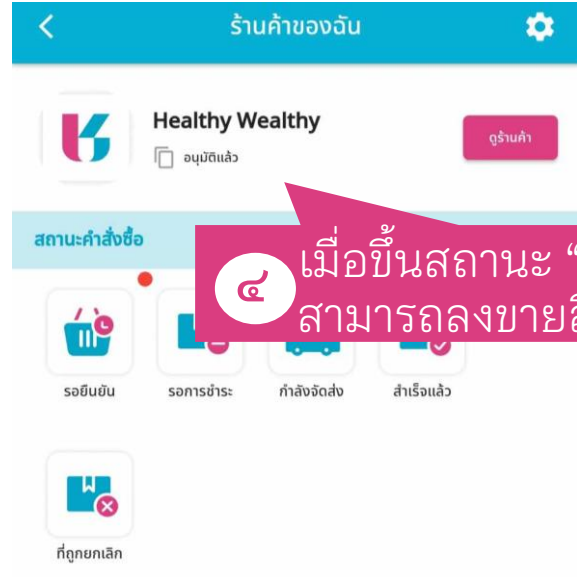 ร้านค้าของฉัน
Healthy Wealthy
อนุมัติแล้ว
ดูร้านค้า
สถานะคำสั่งซื้อ
๔
เมื่อขึ้นสถานะ “
สามารถลงขาย
รอยืนยัน
รอการชำระ
กำลังจัดส่ง
สำเร็จแล้ว
ที่ถูกยกเลิก